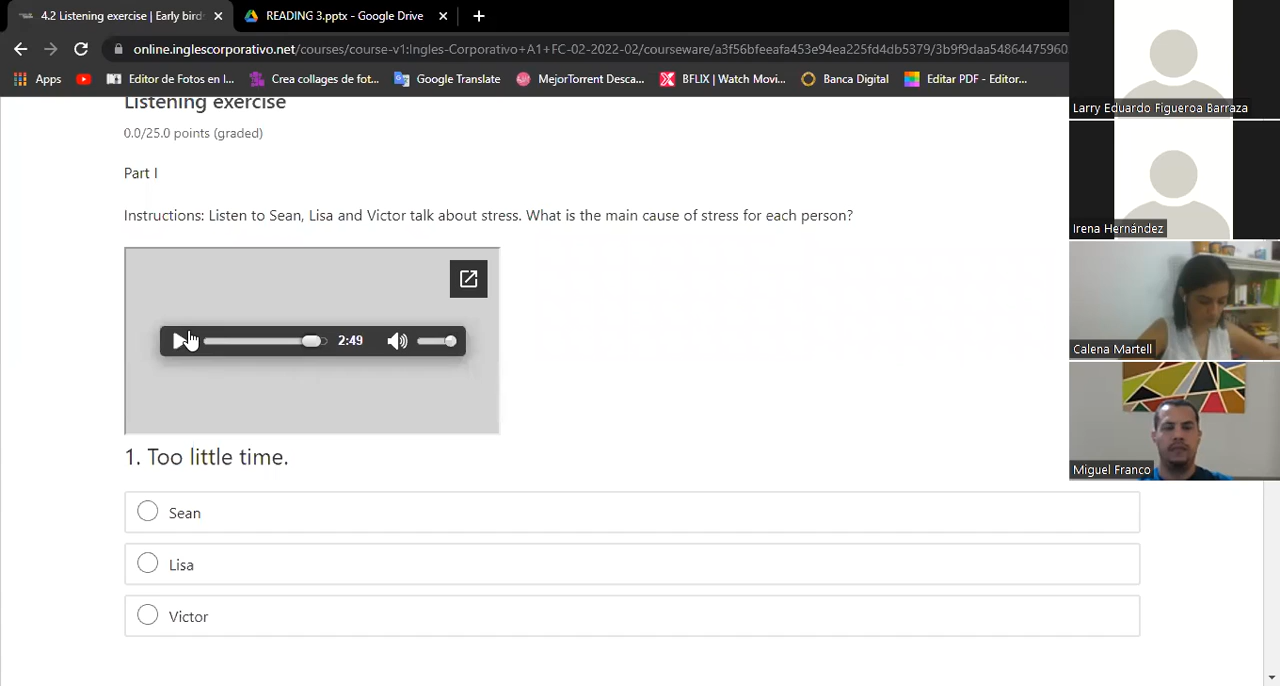 4.2 Listening exercise | Early bird
READING 3.pptx - Google Drive
online.inglescorporativo.net/courses/course-v1:Ingles-Corporativo+A1+FC-02-2022-02/courseware/a3f56bfeeafa453e94ea225fd4db5379/3b9f9daa54864475960
Apps
Editor de Fotos en l...
Crea collages de fot...
Google Translate
MejorTorrent Desca...
BFLIX | Watch Movi...
Banca Digital
Editar PDF - Editor...
Listening exercise
0.0/25.0 points (graded)
Part I
Instructions: Listen to Sean, Lisa and Victor talk about stress. What is the main cause of stress for each person?
2:49
1. Too little time.
Sean
Lisa
Victor
Larry Eduardo Figueroa Barraza
Irena Hernández
Calena Martell
Miguel Franco